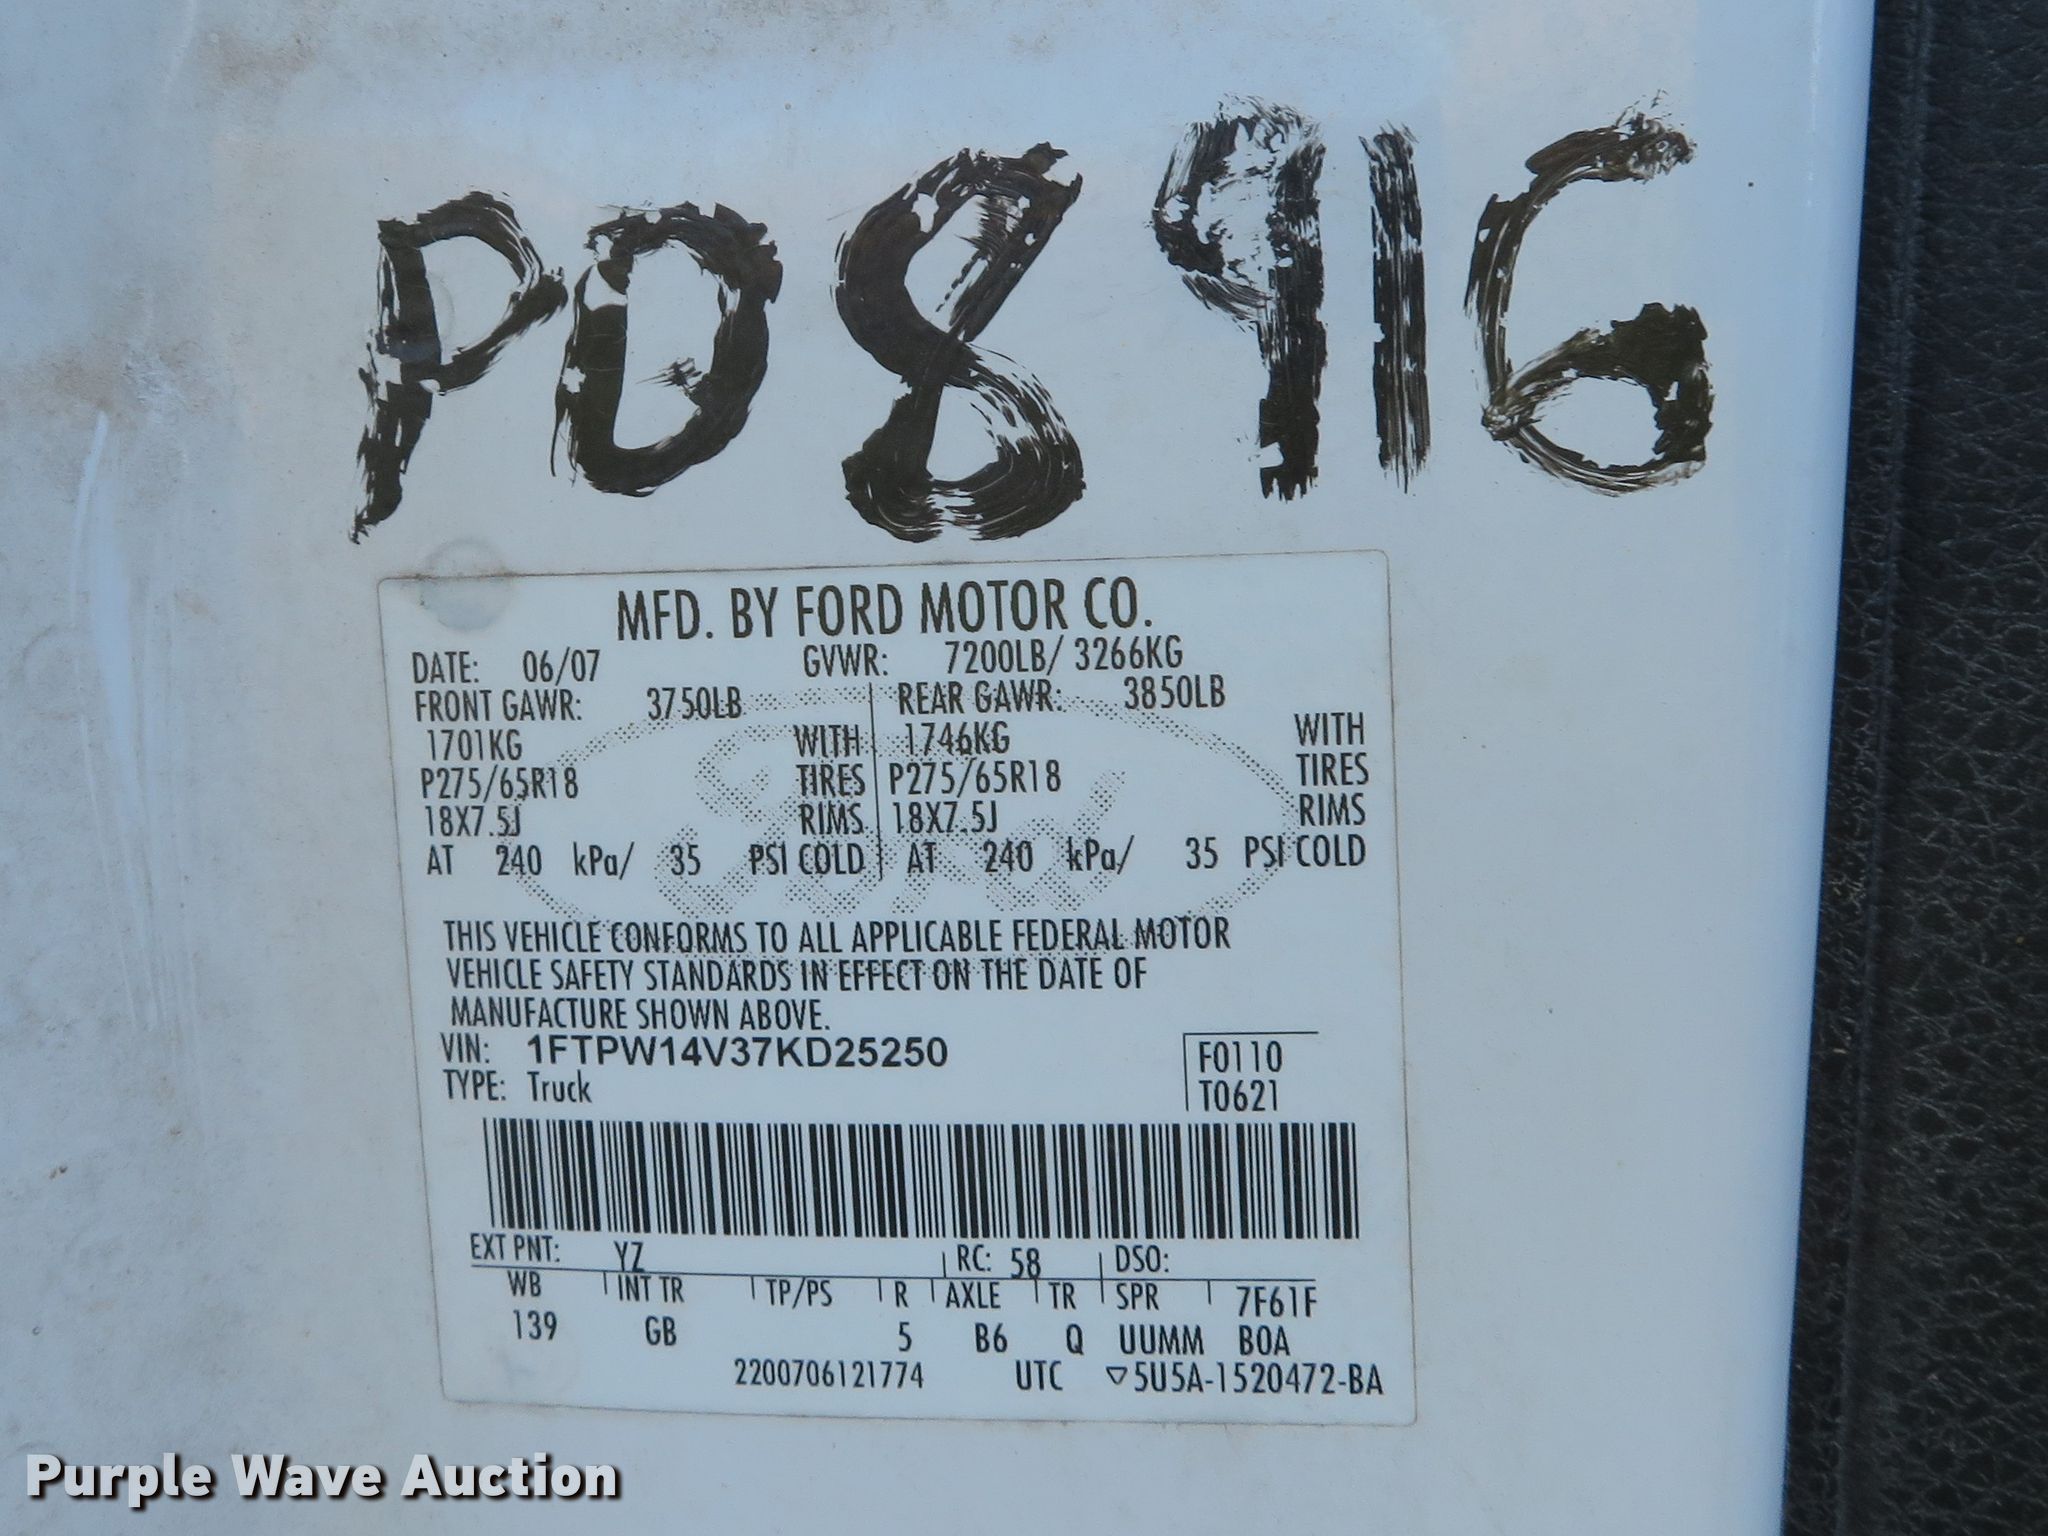 PD8916
MFD. BY FORD MOTOR CO.
DATE: 06/07 GVWR: 7200LB/ 3266KG
FRONT GAWR: 3750LB REAR GAWR: 3850LB
1701KG WITH 1746KG WITH
P275/65R18 TIRES P275/65R18 TIRES
18X7.5J RIMS 18X7.5J RIMS
AT 240 kPa/ 35 PSI COLD AT 240 kPa/ 35 PSI COLD
THIS VEHICLE CONFORMS TO ALL APPLICABLE FEDERAL MOTOR
VEHICLE SAFETY STANDARDS IN EFFECT ON THE DATE OF
MANUFACTURE SHOWN ABOVE.
VIN: 1FTPW14V37KD25250 F0110
TYPE: Truck T0621
EXT PNT: YZ RC: 58 DSO:
WB INT TR TP/PS R AXLE TR SPR 7F61F
139 GB 5 B6 Q UUMM BOA
2200706121774 UTC ▽5U5A-1520472-BA
Ford
Purple Wave Auction